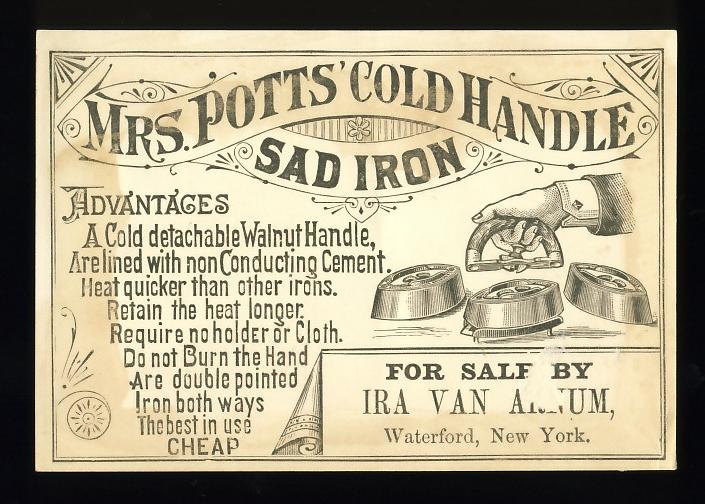 MRS. POTTS' COLD HANDLE
SAD IRON
ADVANTAGES
A Cold detachable Walnut Handle,
Are lined with non Conducting Cement.
Heat quicker than other irons.
Retain the heat longer.
Require no holder or Cloth.
Do not Burn the Hand
Are double pointed
Iron both ways
The best in use
CHEAP
FOR SALE BY
IRA VAN
Waterford, New York.